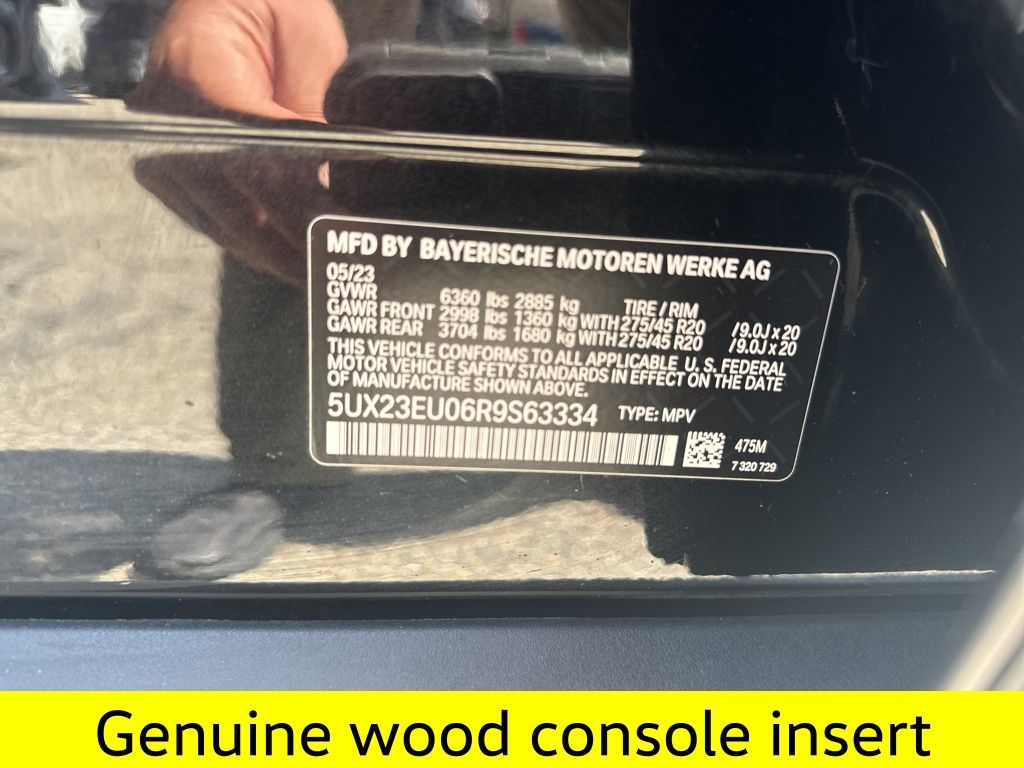 MFD BY BAYERISCHE MOTOREN WERKE AG
05/23
GVWR 6360 lbs 2885 kg TIRE / RIM
GAWR FRONT 2998 lbs 1360 kg WITH 275/45 R20 / 9.0J x 20
GAWR REAR 3704 lbs 1680 kg WITH 275/45 R20 / 9.0J x 20
THIS VEHICLE CONFORMS TO ALL APPLICABLE U. S. FEDERAL
MOTOR VEHICLE SAFETY STANDARDS IN EFFECT ON THE DATE
OF MANUFACTURE SHOWN ABOVE.
5UX23EU06R9S63334 TYPE: MPV
475M
7 320 729
Genuine wood console insert